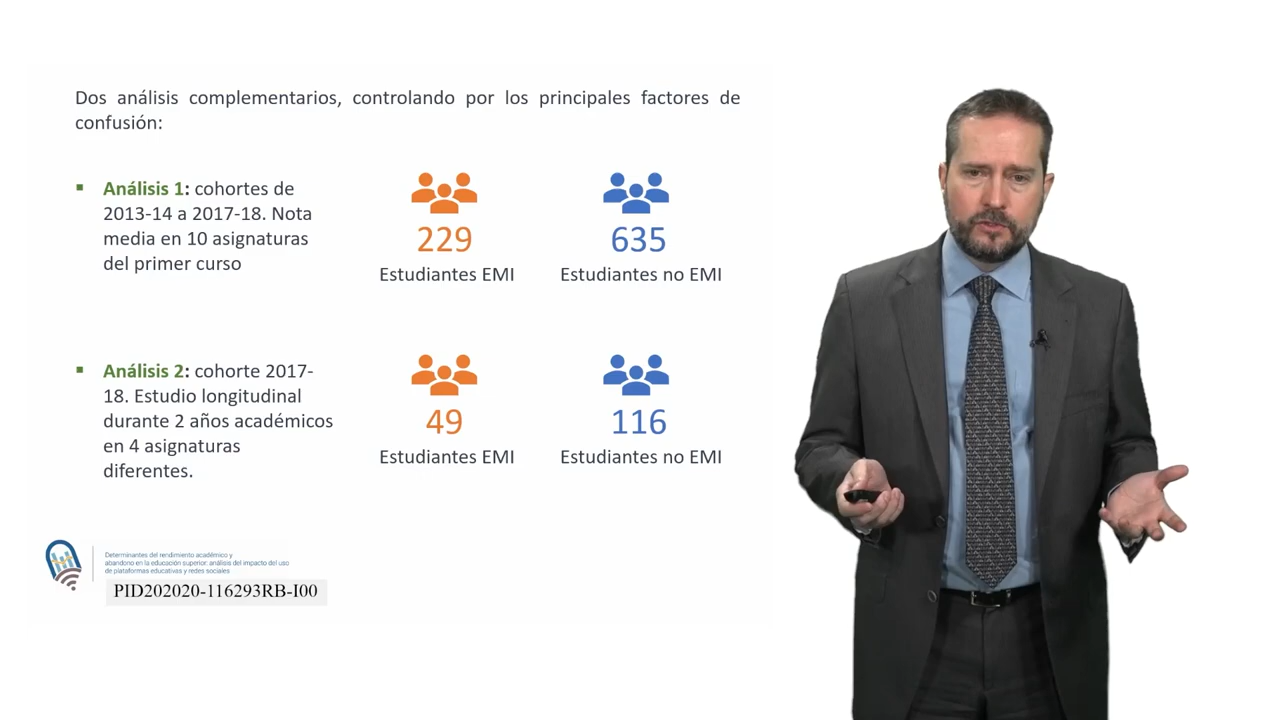 Dos análisis complementarios, controlando por los principales factores de
confusión:
Análisis 1: cohortes de
2013-14 a 2017-18. Nota
media en 10 asignaturas
del primer curso
229
Estudiantes EMI
635
Estudiantes no EMI
Análisis 2: cohorte 2017-
18. Estudio longitudinal
durante 2 años académicos
en 4 asignaturas
diferentes.
49
Estudiantes EMI
116
Estudiantes no EMI
Determinantes del rendimiento académico y
abandono en la educación superior: análisis del impacto del uso
de plataformas educativas y redes sociales
PID202020-116293RB-I00